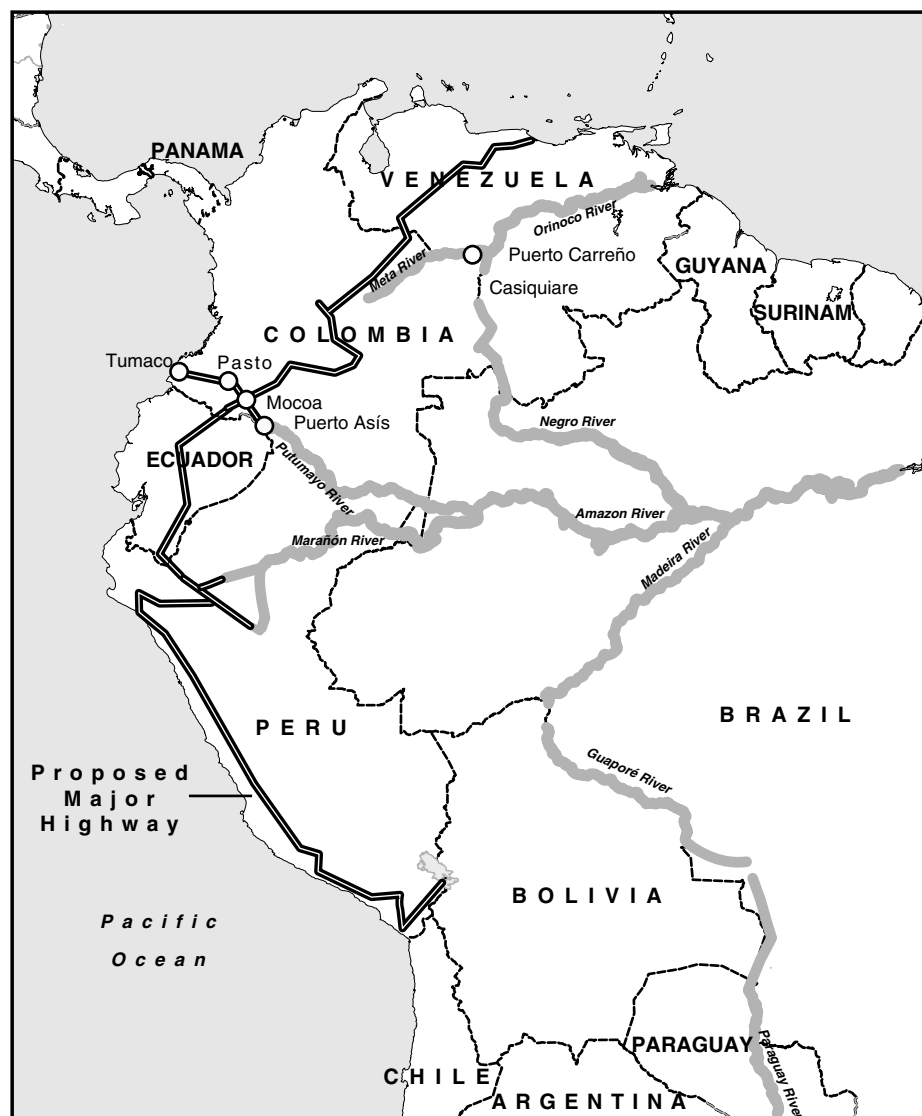 PANAMA
VENEZUELA
Orinoco River
Puerto Carreño
Meta River
GUYANA
Casiquiare
SURINAM
COLOMBIA
Tumaco
Pasto
Mocoa
Puerto Asís
Negro River
ECUADOR
Putumayo River
Amazon River
Marañón River
Madeira River
PERU
BRAZIL
Guaporé River
Proposed
Major
Highway
BOLIVIA
Pacific
Ocean
PARAGUAY
Paraguay River
CHILE
ARGENTINA